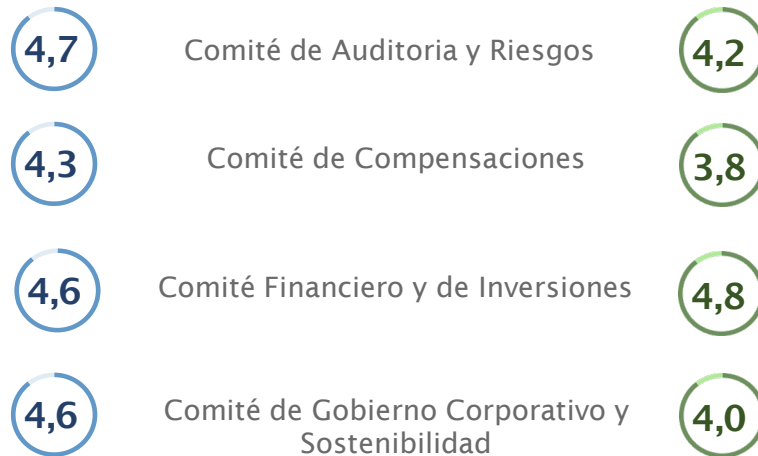 4,7 Comité de Auditoria y Riesgos 4,2
4,3 Comité de Compensaciones 3,8
4,6 Comité Financiero y de Inversiones 4,8
4,6 Comité de Gobierno Corporativo y 4,0
Sostenibilidad